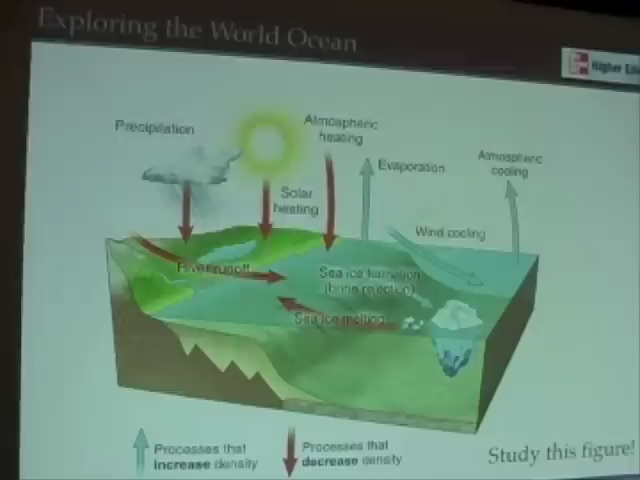 Exploring the World Ocean
Higher
Precipitation
Atmospheric
heating
Evaporation
Atmospheric
cooling
Solar
heating
Wind cooling
River runoff
Sea ice formation
(brine rejection)
Sea ice melting
Processes that
increase density
Processes that
decrease density
Study this figure!